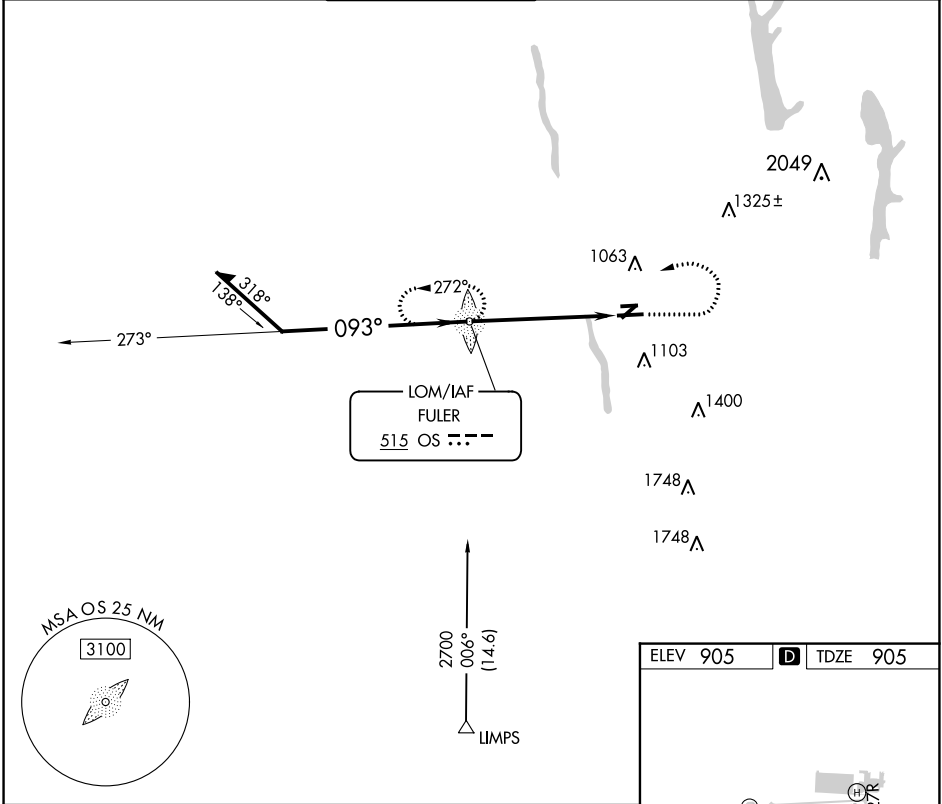 2049
1325±
1063
318°
138°
272°
093°
273°
1103
LOM/IAF
FULER
515 OS
1400
1748
1748
MSA OS 25 NM
3100
2700
006°
(14.6)
LIMPS
ELEV 905 D TDZE 905
H